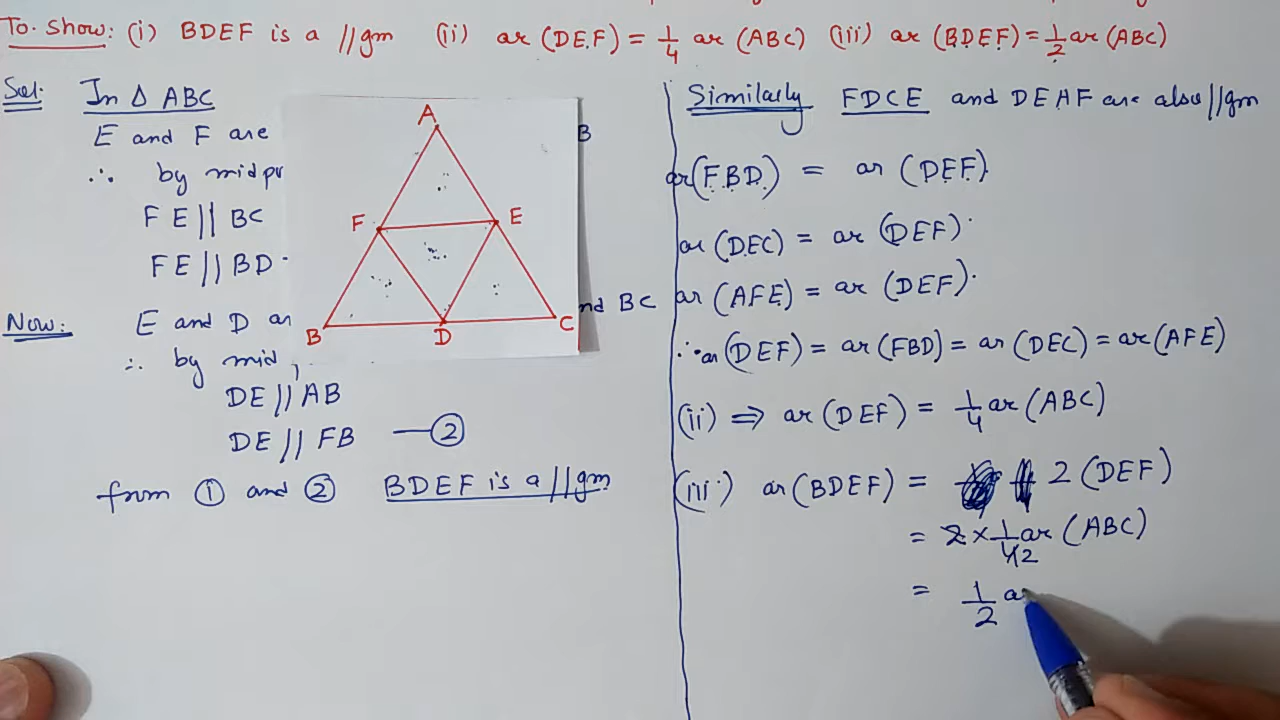 To Show: (i) BDEF is a //gm (ii) ar (DEF) = 1/4 ar (ABC) (iii) ar (BDEF) = 1/2 ar (ABC)
Sol. In Δ ABC
E and F are
B
∴ by midp
FE || BC
FE || BD
Now: E and D ar
nd BC
∴ by mid
DE || AB
DE || FB — ②
from ① and ② BDEF is a //gm
A
F
E
B
D
C
Similarly FDCE and DEAF are also //gm
ar(FBD) = ar (DEF)
ar (DEC) = ar (DEF)
ar (AFE) = ar (DEF)
∴ ar (DEF) = ar (FBD) = ar (DEC) = ar (AFE)
(ii) ⇒ ar (DEF) = 1/4 ar (ABC)
(iii) ar (BDEF) = 2 (DEF)
= 2 × 1/42 ar (ABC)
= 1/2 a